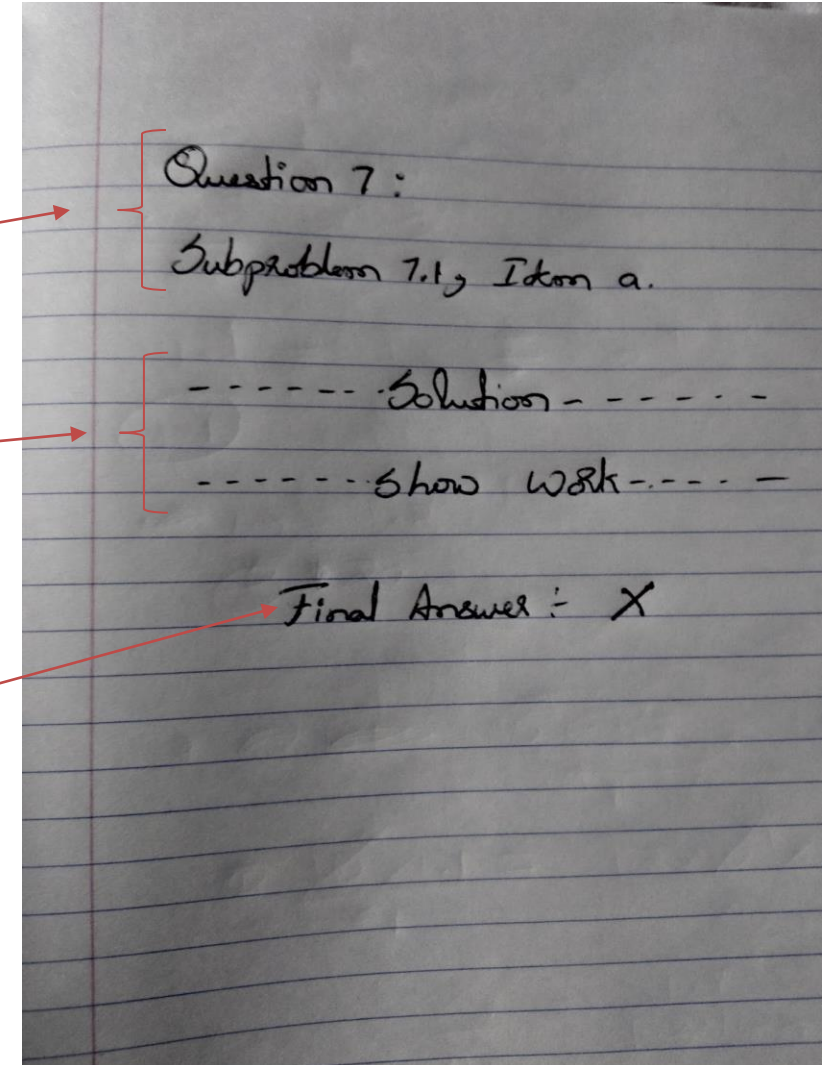 Question 7 :
Subproblem 7.1, Item a.
- - - - - - Solution - - - - - -
- - - - - - Show Work - - - - - -
Final Answer :- X